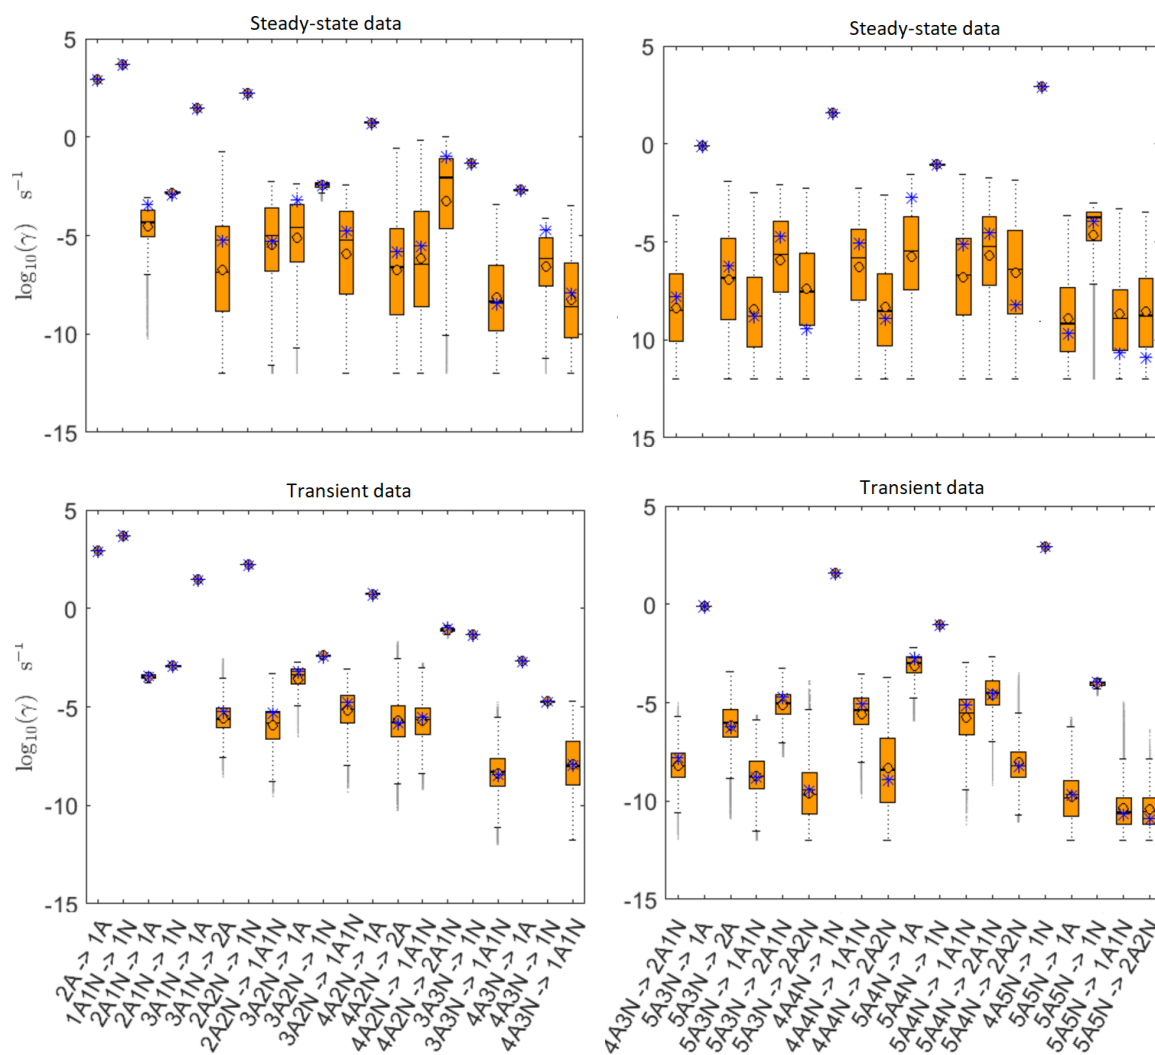 Steady-state data
5
0
-5
-10
-15
log₁₀(γ) s⁻¹
Steady-state data
5
0
5
10
15
Transient data
5
0
-5
-10
-15
log₁₀(γ) s⁻¹
2A -> 1A
1A1N -> 1N
2A1N -> 1A
2A1N -> 1N
3A1N -> 1A
3A1N -> 2A
2A2N -> 1N
2A2N -> 1A1N
3A2N -> 1A
3A2N -> 1N
3A2N -> 1A1N
4A2N -> 1A
4A2N -> 2A
4A2N -> 1A1N
4A2N -> 2A1N
3A3N -> 1N
3A3N -> 1A1N
4A3N -> 1A
4A3N -> 1N
4A3N -> 1A1N
Transient data
5
0
-5
-10
-15
4A3N -> 2A1N
5A3N -> 1A
5A3N -> 2A
5A3N -> 1A1N
5A3N -> 2A1N
5A3N -> 2A2N
4A4N -> 1N
4A4N -> 1A1N
4A4N -> 2A2N
5A4N -> 1A
5A4N -> 1N
5A4N -> 1A1N
5A4N -> 2A1N
5A4N -> 2A2N
4A5N -> 1N
5A5N -> 1A
5A5N -> 1N
5A5N -> 1A1N
5A5N -> 2A2N